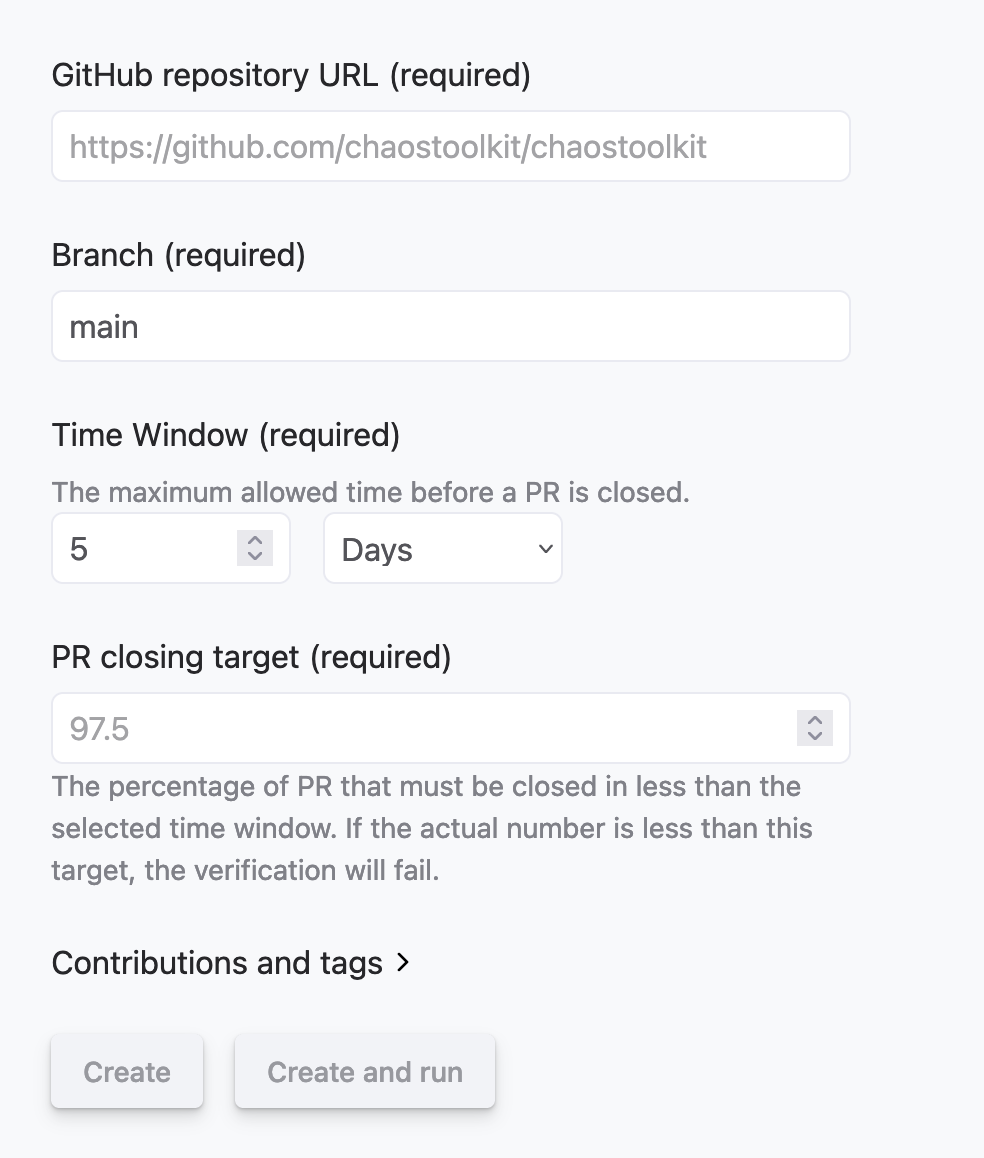 GitHub repository URL (required)
https://github.com/chaostoolkit/chaostoolkit
Branch (required)
main
Time Window (required)
The maximum allowed time before a PR is closed.
5 Days
PR closing target (required)
97.5
The percentage of PR that must be closed in less than the
selected time window. If the actual number is less than this
target, the verification will fail.
Contributions and tags
Create Create and run